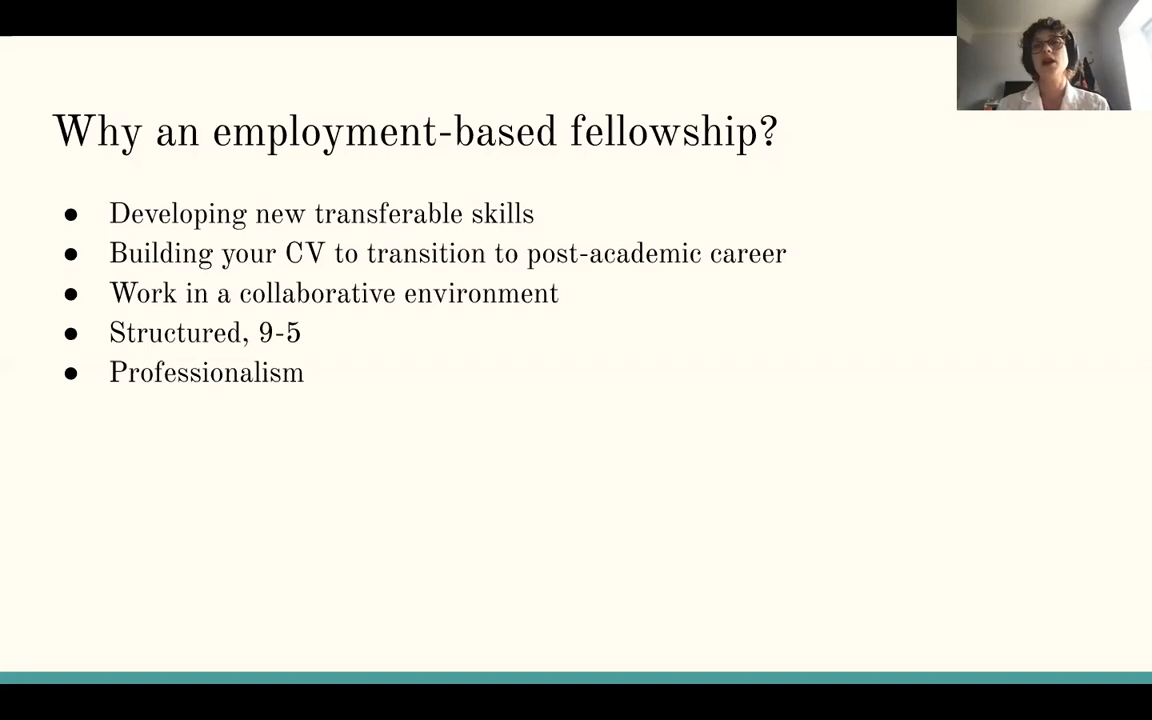 Why an employment-based fellowship?
● Developing new transferable skills
● Building your CV to transition to post-academic career
● Work in a collaborative environment
● Structured, 9-5
● Professionalism